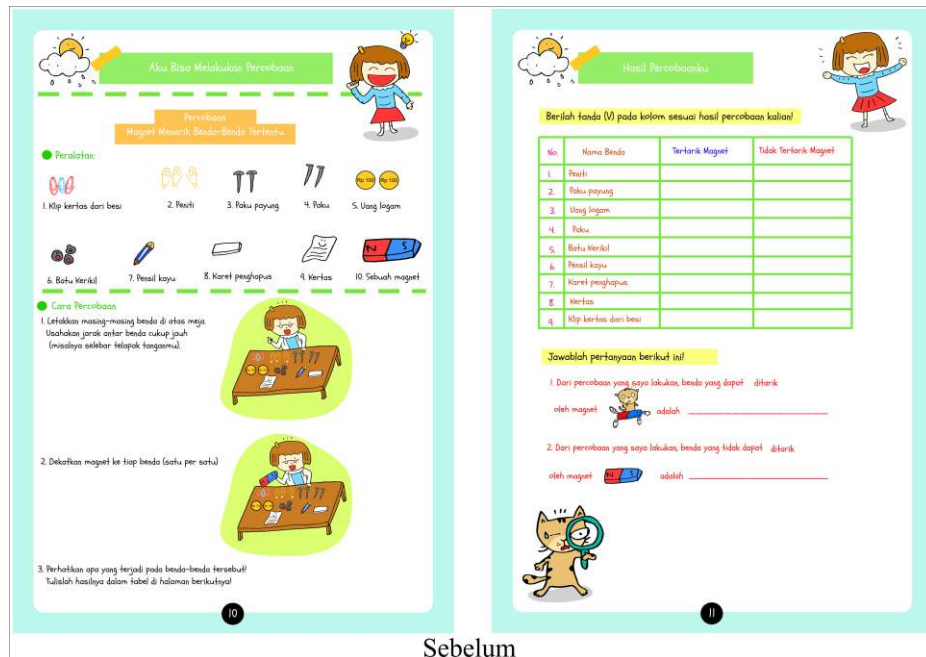 Aku Bisa Melakukan Percobaan
Percobaan
Magnet Menarik Benda-Benda Tertentu
Peralatan:
Rp 100 Rp 100
1. Klip kertas dari besi
2. Peniti
3. Paku payung
4. Paku
5. Uang logam
N S
6. Batu Kerikil
7. Pensil kayu
8. Karet penghapus
9. Kertas
10. Sebuah magnet
Cara Percobaan
1. Letakkan masing-masing benda di atas meja.
Usahakan jarak antar benda cukup jauh
(misalnya selebar telapak tanganmu).
2. Dekatkan magnet ke tiap benda (satu per satu)
3. Perhatikan apa yang terjadi pada benda-benda tersebut!
Tulislah hasilnya dalam tabel di halaman berikutnya!
10
Hasil Percobaanku
Berilah tanda (V) pada kolom sesuai hasil percobaan kalian!
No. Nama Benda Tertarik Magnet Tidak Tertarik Magnet
1. Peniti
2. Paku payung
3. Uang logam
4. Paku
5. Batu Kerikil
6. Pensil kayu
7. Karet penghapus
8. Kertas
9. Klip kertas dari besi
Jawablah pertanyaan berikut ini!
1. Dari percobaan yang saya lakukan, benda yang dapat ditarik
oleh magnet adalah ____________________
2. Dari percobaan yang saya lakukan, benda yang tidak dapat ditarik
oleh magnet N S adalah ____________________
11
Sebelum